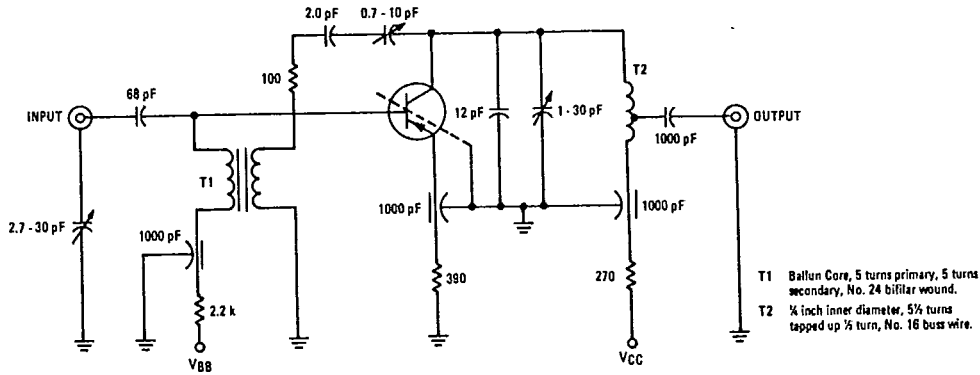 2.0 pF
0.7 - 10 pF
T2
100
68 pF
INPUT
12 pF
1 - 30 pF
OUTPUT
1000 pF
T1
1000 pF
1000 pF
2.7 - 30 pF
1000 pF
390
270
2.2 k
VBB
VCC
T1 Ballun Core, 5 turns primary, 5 turns
secondary, No. 24 bifilar wound.
T2 ¼ inch inner diameter, 5½ turns
tapped up ½ turn, No. 16 buss wire.